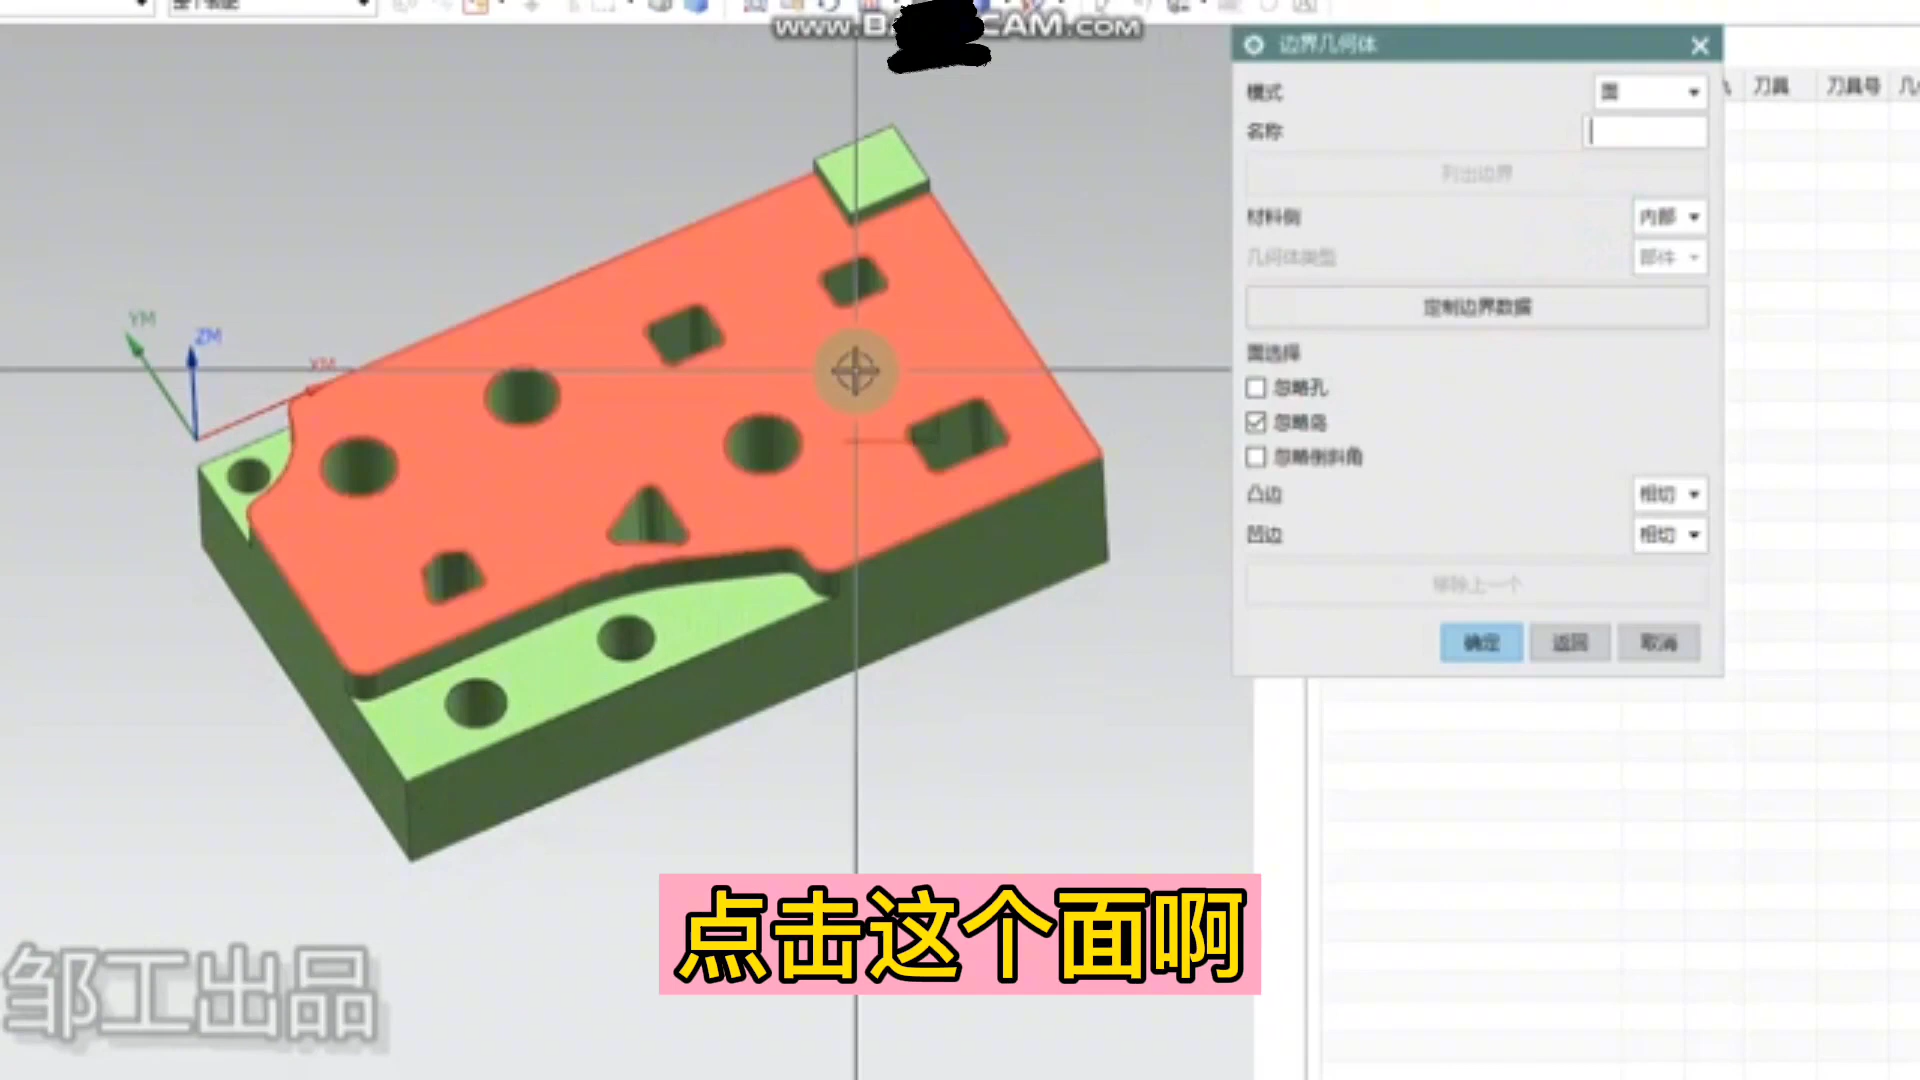 边界几何体
模式
面
名称
列出边界
材料侧
内部
几何体类型
部件
定制边界数据
面选择
忽略孔
忽略岛
忽略倒斜角
凸边
相切
凹边
相切
移除上一个
确定
返回
取消
刀具
刀具号
YM
ZM
XM
点击这个面啊
邹工出品